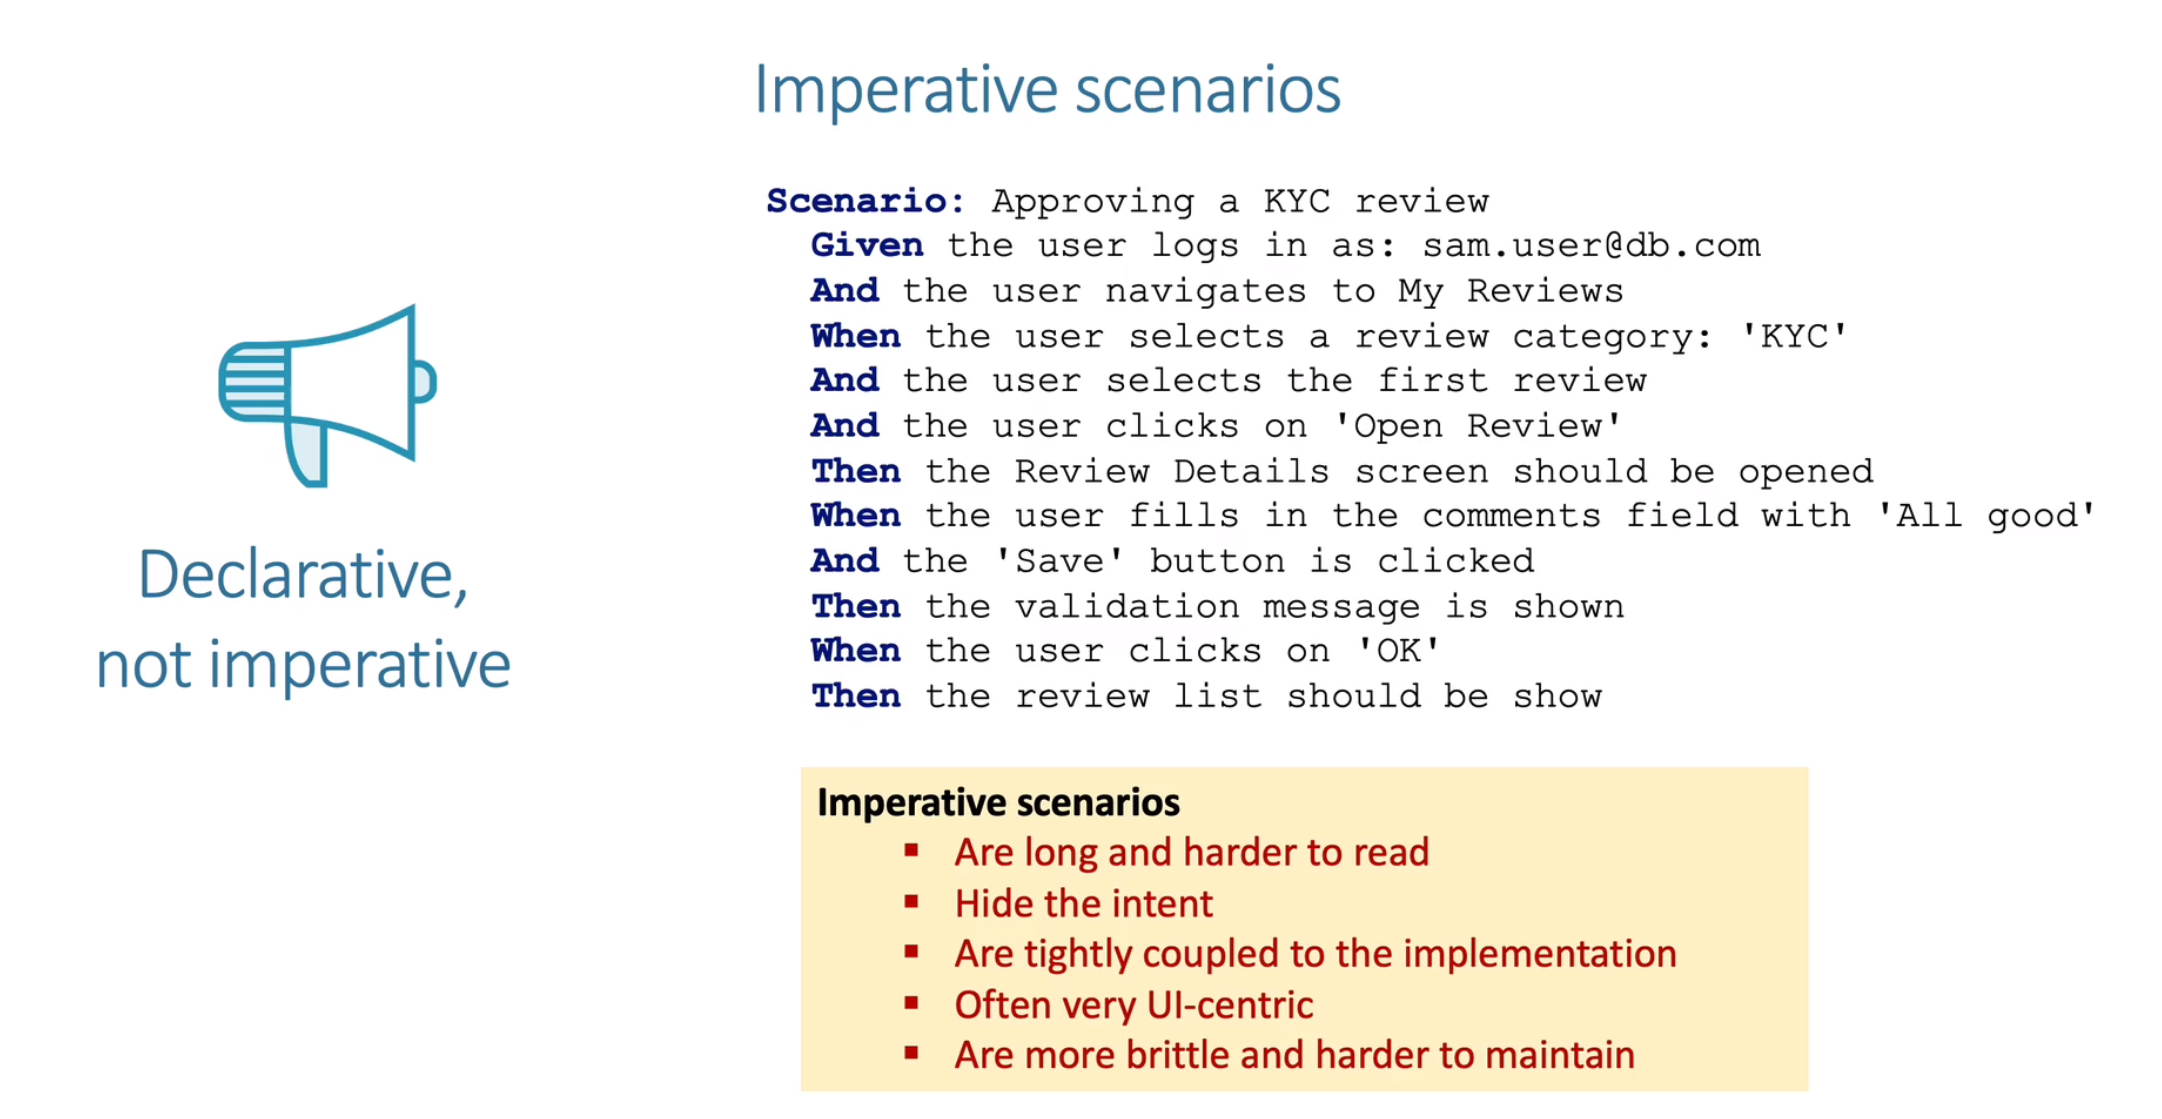 Imperative scenarios
Declarative,
not imperative
Scenario: Approving a KYC review
Given the user logs in as: sam.user@db.com
And the user navigates to My Reviews
When the user selects a review category: 'KYC'
And the user selects the first review
And the user clicks on 'Open Review'
Then the Review Details screen should be opened
When the user fills in the comments field with 'All good'
And the 'Save' button is clicked
Then the validation message is shown
When the user clicks on 'OK'
Then the review list should be show
Imperative scenarios
▪ Are long and harder to read
▪ Hide the intent
▪ Are tightly coupled to the implementation
▪ Often very UI-centric
▪ Are more brittle and harder to maintain